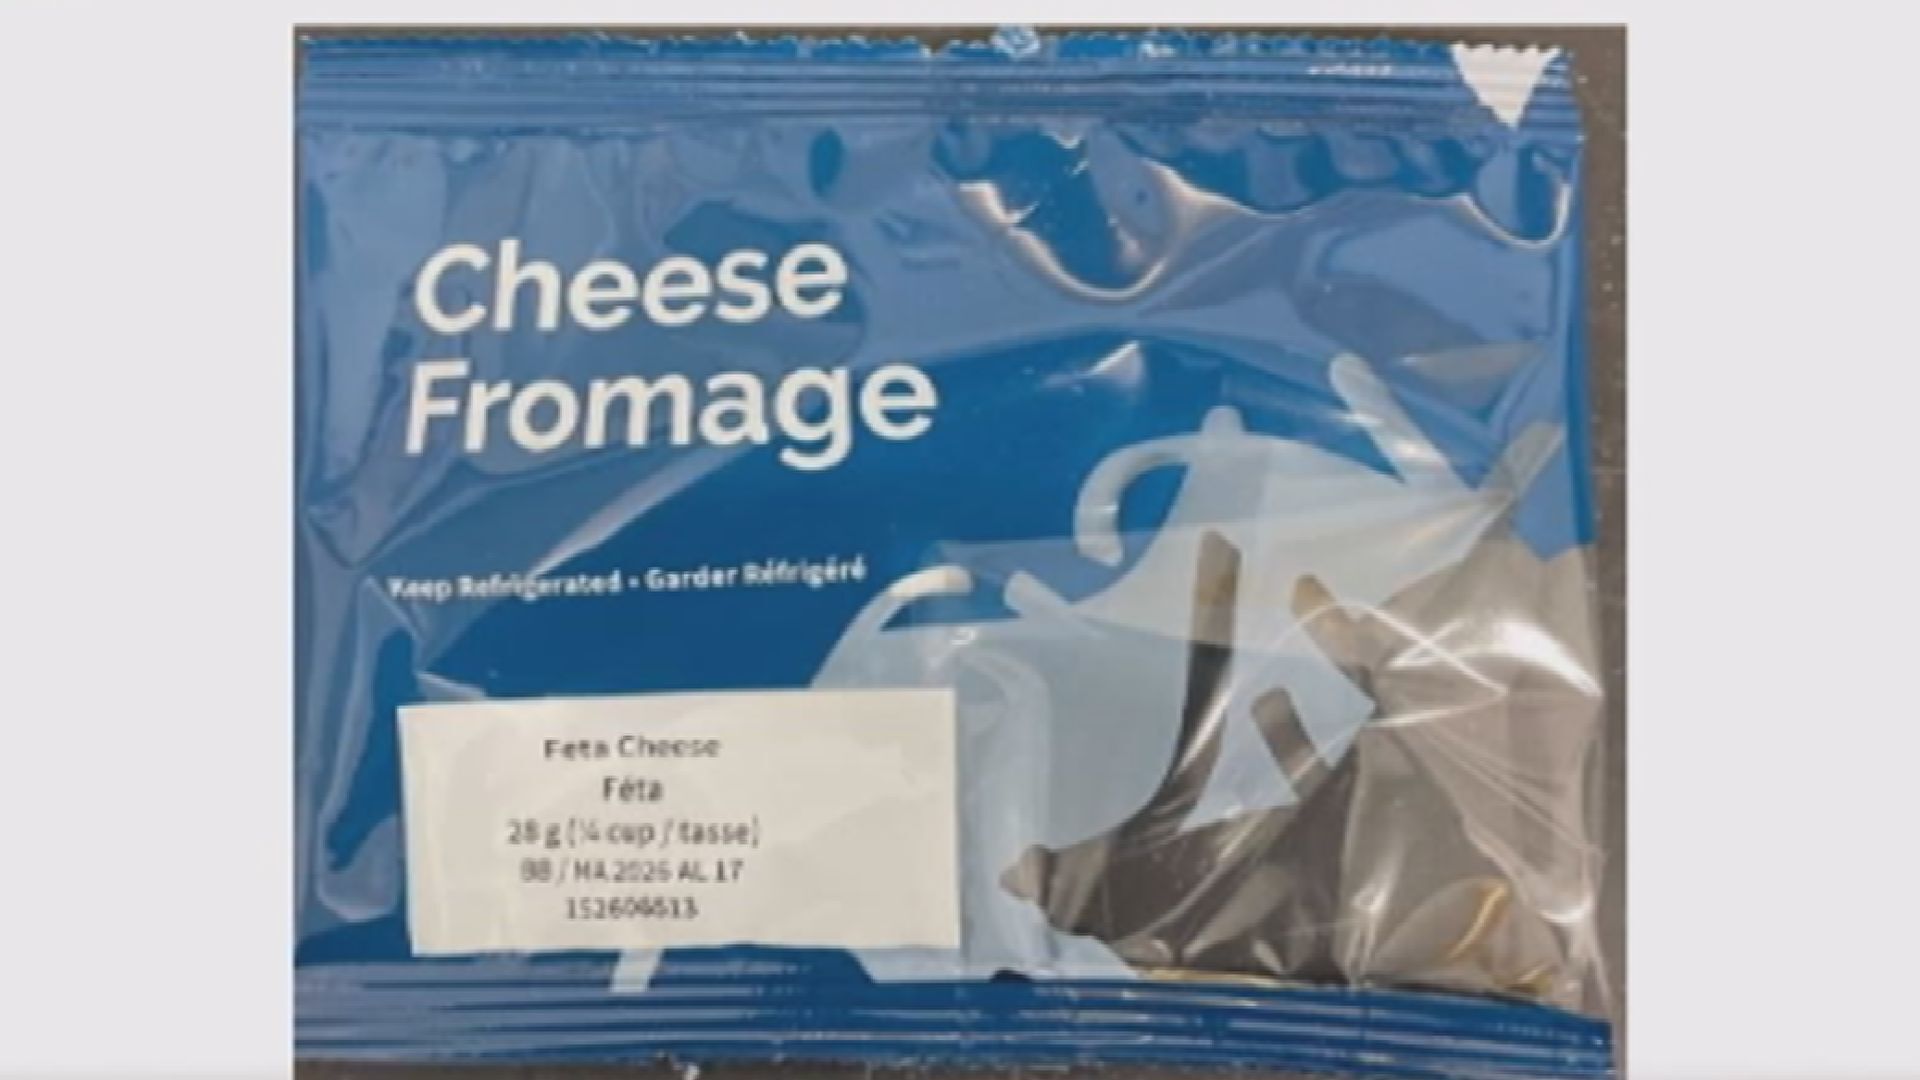 Cheese
Fromage
Keep Refrigerated • Garder Réfrigéré
Feta Cheese
Féta
28 g (¼ cup / tasse)
BB / MA 2026 AL 17